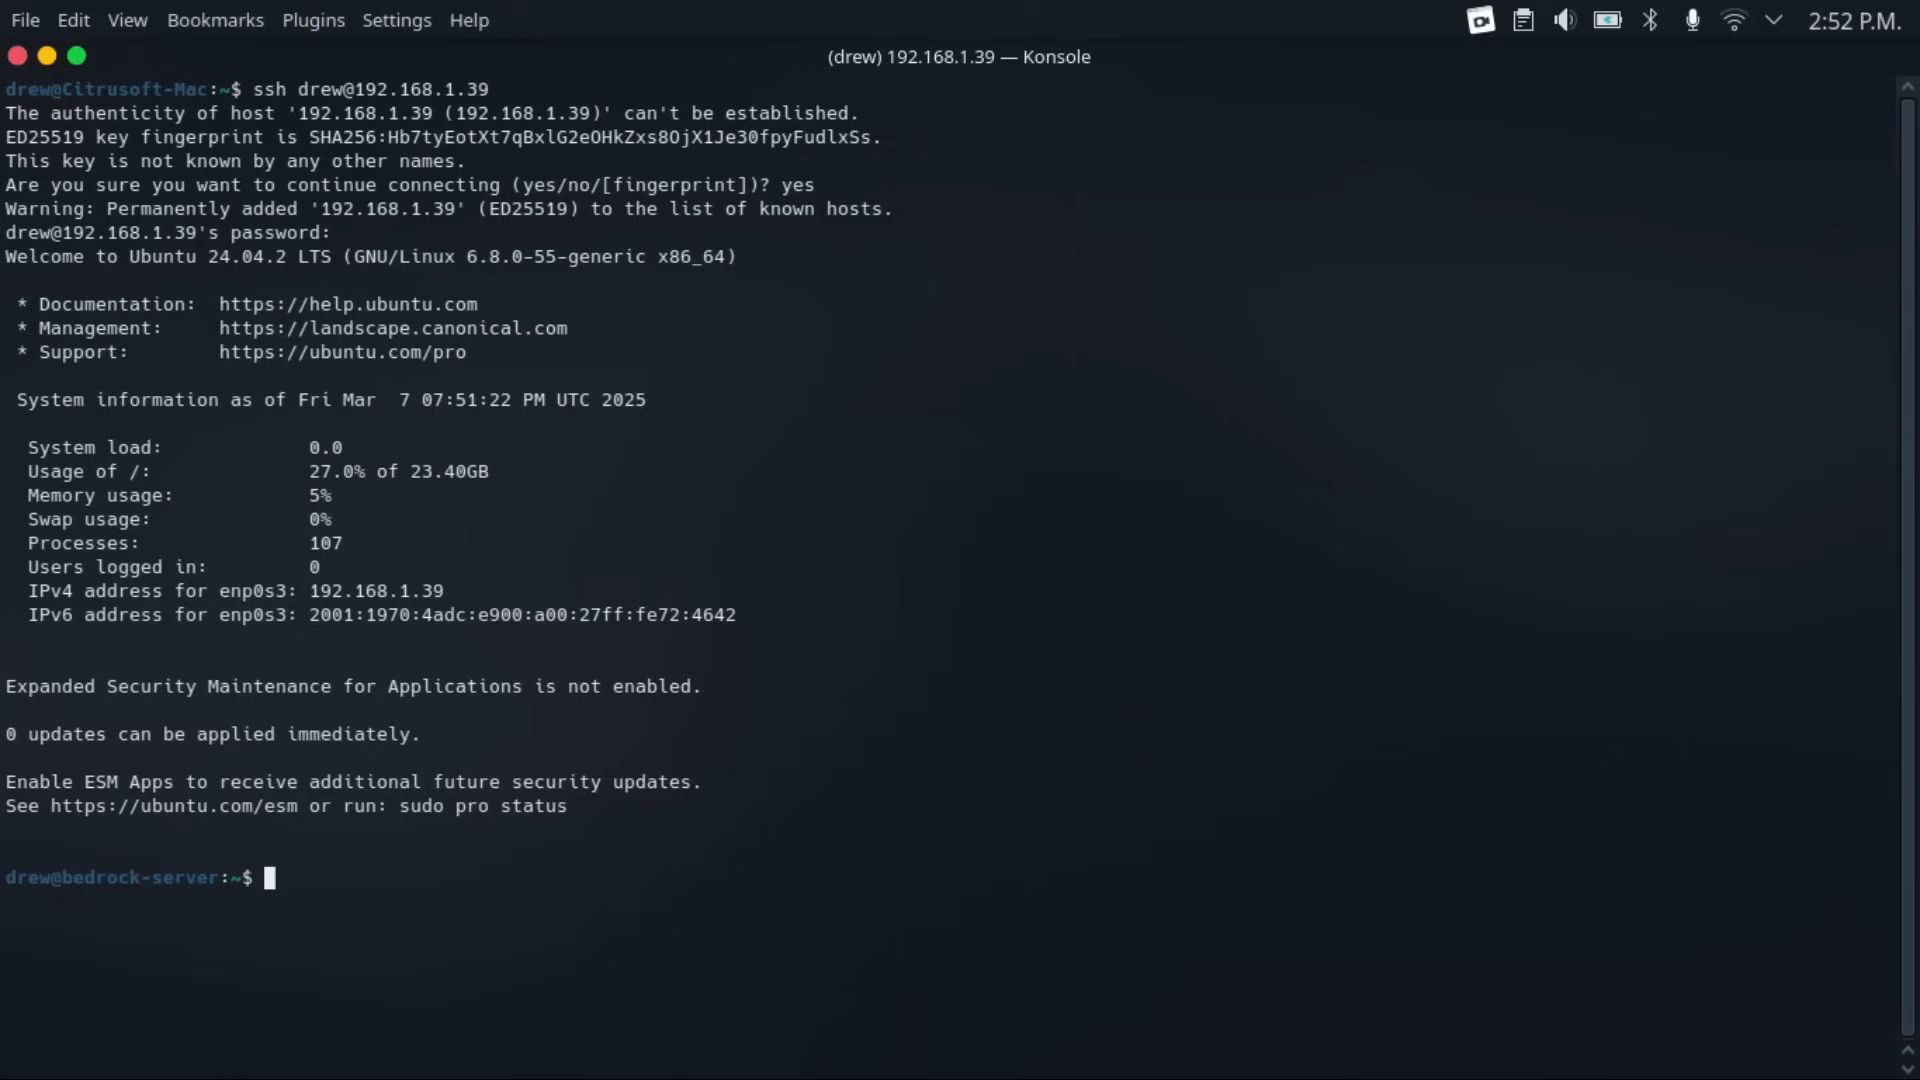 File Edit View Bookmarks Plugins Settings Help 2:52 P.M.
(drew) 192.168.1.39 — Konsole
drew@Citrusoft-Mac:~$ ssh drew@192.168.1.39
The authenticity of host '192.168.1.39 (192.168.1.39)' can't be established.
ED25519 key fingerprint is SHA256:Hb7tyEotXt7qBxlG2eOHkZxs8OjX1Je30fpyFudlxSs.
This key is not known by any other names.
Are you sure you want to continue connecting (yes/no/[fingerprint])? yes
Warning: Permanently added '192.168.1.39' (ED25519) to the list of known hosts.
drew@192.168.1.39's password:
Welcome to Ubuntu 24.04.2 LTS (GNU/Linux 6.8.0-55-generic x86_64)
* Documentation:  https://help.ubuntu.com
* Management:     https://landscape.canonical.com
* Support:        https://ubuntu.com/pro
System information as of Fri Mar  7 07:51:22 PM UTC 2025
System load:             0.0
Usage of /:              27.0% of 23.40GB
Memory usage:            5%
Swap usage:              0%
Processes:               107
Users logged in:         0
IPv4 address for enp0s3: 192.168.1.39
IPv6 address for enp0s3: 2001:1970:4adc:e900:a00:27ff:fe72:4642
Expanded Security Maintenance for Applications is not enabled.
0 updates can be applied immediately.
Enable ESM Apps to receive additional future security updates.
See https://ubuntu.com/esm or run: sudo pro status
drew@bedrock-server:~$